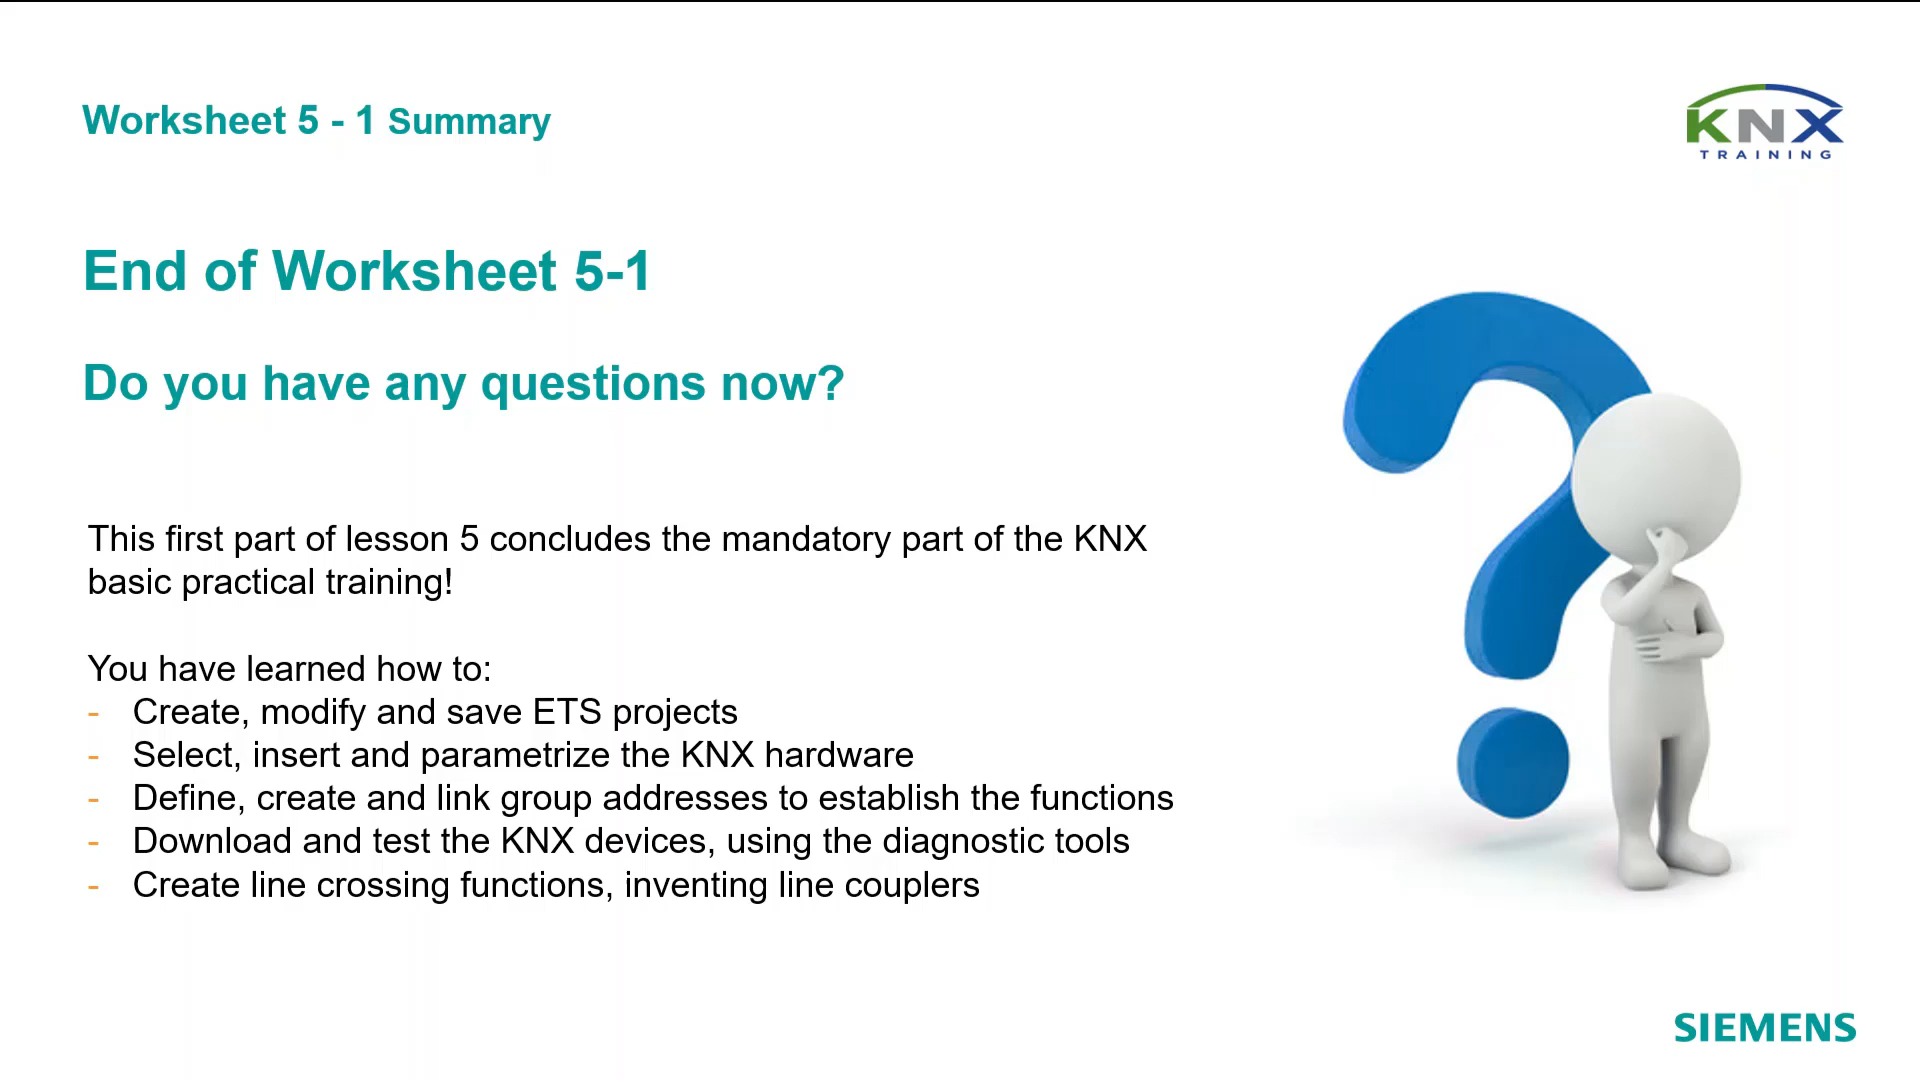 Worksheet 5 - 1 Summary
KNX
TRAINING
End of Worksheet 5-1
Do you have any questions now?
This first part of lesson 5 concludes the mandatory part of the KNX
basic practical training!
You have learned how to:
- Create, modify and save ETS projects
- Select, insert and parametrize the KNX hardware
- Define, create and link group addresses to establish the functions
- Download and test the KNX devices, using the diagnostic tools
- Create line crossing functions, inventing line couplers
SIEMENS